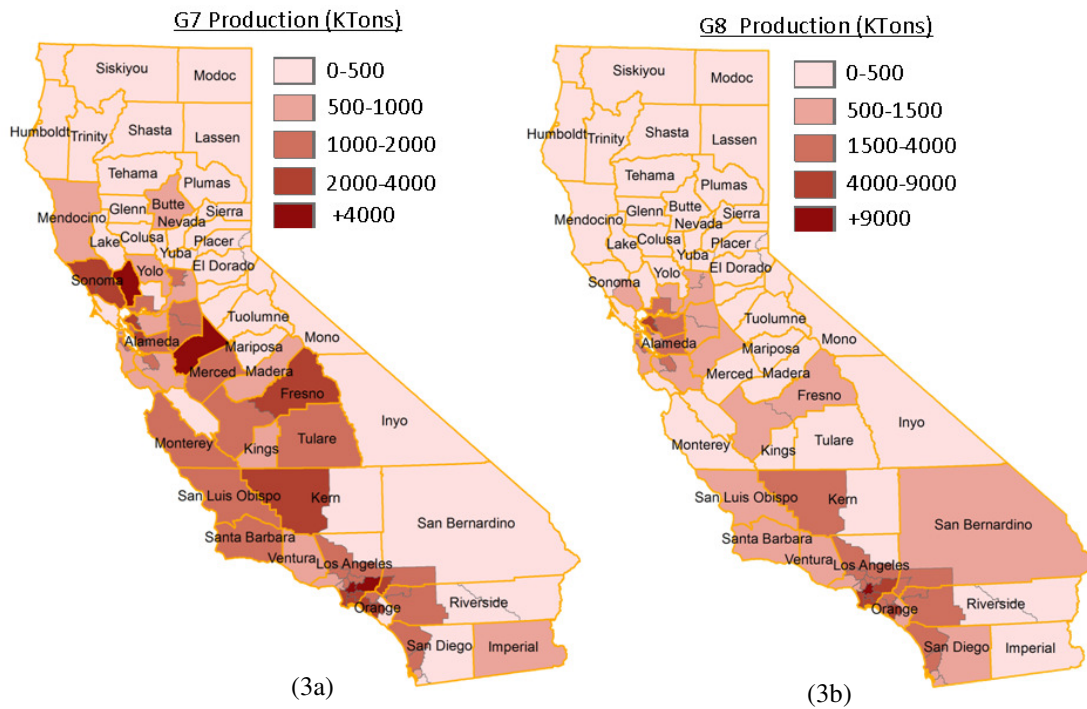 G7 Production (KTons)
0-500
500-1000
1000-2000
2000-4000
+4000
Siskiyou
Modoc
Humboldt
Trinity
Shasta
Lassen
Tehama
Plumas
Mendocino
Glenn
Butte
Sierra
Nevada
Lake
Colusa
Placer
Yuba
Sonoma
Yolo
El Dorado
Tuolumne
Mono
Alameda
Mariposa
Merced
Madera
Fresno
Inyo
Monterey
Kings
Tulare
San Luis Obispo
Kern
San Bernardino
Santa Barbara
Ventura
Los Angeles
Orange
Riverside
San Diego
Imperial
(3a)
G8 Production (KTons)
0-500
500-1500
1500-4000
4000-9000
+9000
Siskiyou
Modoc
Humboldt
Trinity
Shasta
Lassen
Tehama
Plumas
Mendocino
Glenn
Butte
Sierra
Nevada
Lake
Colusa
Placer
Yuba
Sonoma
Yolo
El Dorado
Tuolumne
Mono
Alameda
Mariposa
Merced
Madera
Fresno
Inyo
Monterey
Kings
Tulare
San Luis Obispo
Kern
San Bernardino
Santa Barbara
Ventura
Los Angeles
Orange
Riverside
San Diego
Imperial
(3b)